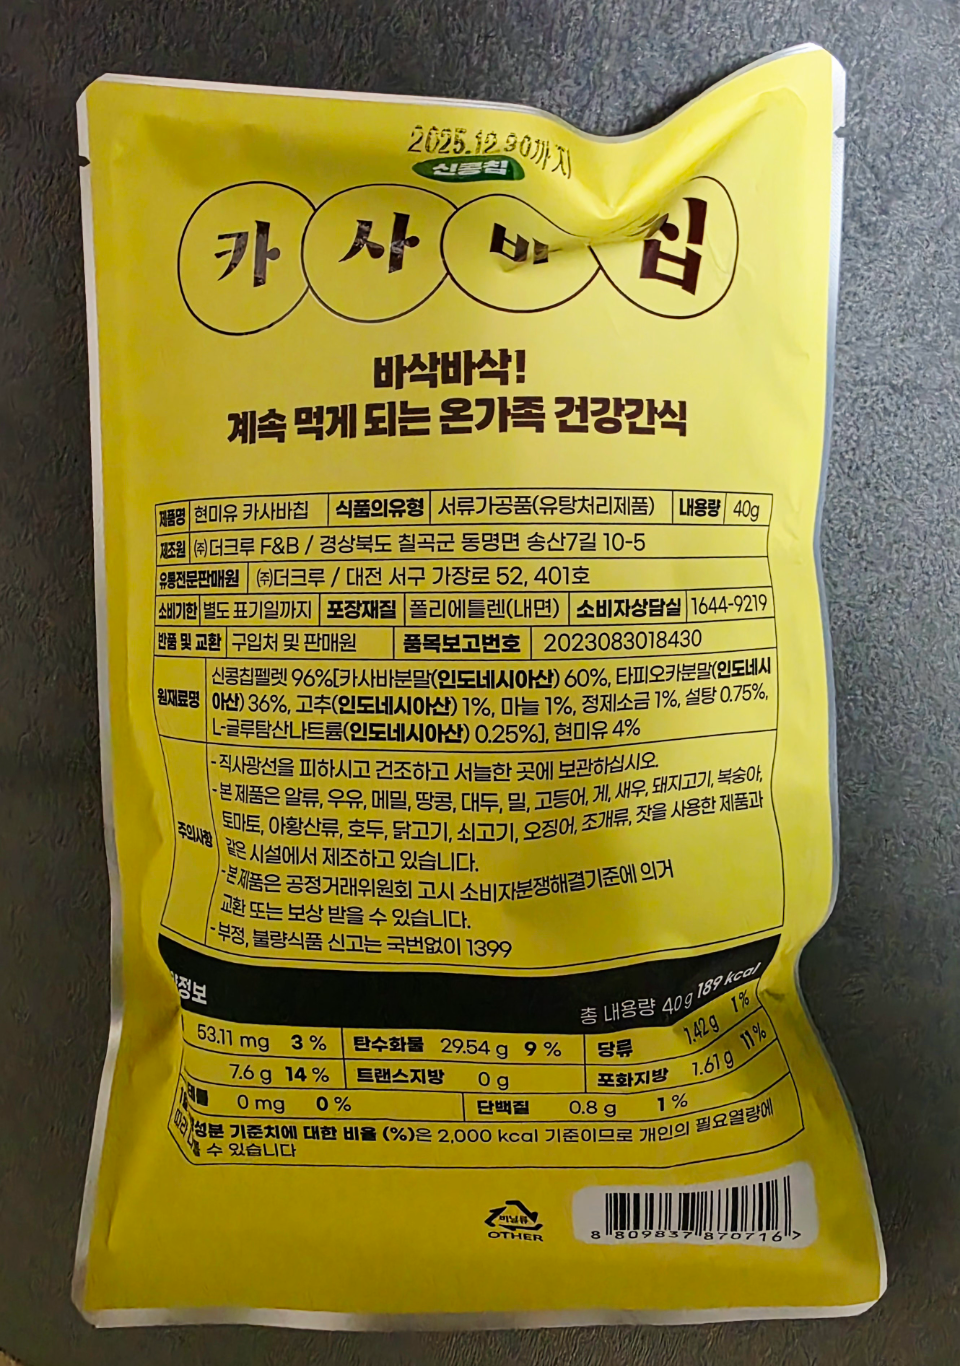 2025.12.30까지
신콩칩
카사바칩
바삭바삭!
계속 먹게 되는 온가족 건강간식
제품명 현미유 카사바칩 식품의유형 서류가공품(유탕처리제품) 내용량 40g
제조원 ㈜더크루 F&B / 경상북도 칠곡군 동명면 송산7길 10-5
유통전문판매원 ㈜더크루 / 대전 서구 가장로 52, 401호
소비기한 별도 표기일까지 포장재질 폴리에틸렌(내면) 소비자상담실 1644-9219
반품 및 교환 구입처 및 판매원 품목보고번호 2023083018430
원재료명 신콩칩펠렛 96%[카사바분말(인도네시아산) 60%, 타피오카분말(인도네시
아산) 36%, 고추(인도네시아산) 1%, 마늘 1%, 정제소금 1%, 설탕 0.75%,
L-글루탐산나트륨(인도네시아산) 0.25%], 현미유 4%
주의사항
-직사광선을 피하시고 건조하고 서늘한 곳에 보관하십시오.
-본 제품은 알류, 우유, 메밀, 땅콩, 대두, 밀, 고등어, 게, 새우, 돼지고기, 복숭아,
토마토, 아황산류, 호두, 닭고기, 쇠고기, 오징어, 조개류, 잣을 사용한 제품과
같은 시설에서 제조하고 있습니다.
-본 제품은 공정거래위원회 고시 소비자분쟁해결기준에 의거
교환 또는 보상 받을 수 있습니다.
-부정, 불량식품 신고는 국번없이 1399
정보 총 내용량 40g 189 kcal
53.11 mg 3% 탄수화물 29.54 g 9% 당류 1.42g 1%
7.6 g 14% 트랜스지방 0 g 포화지방 1.61g 11%
0 mg 0% 단백질 0.8 g 1%
성분 기준치에 대한 비율 (%)은 2,000 kcal 기준이므로 개인의 필요열량에
따라 수 있습니다
비닐류
OTHER
8 809837 870716 >